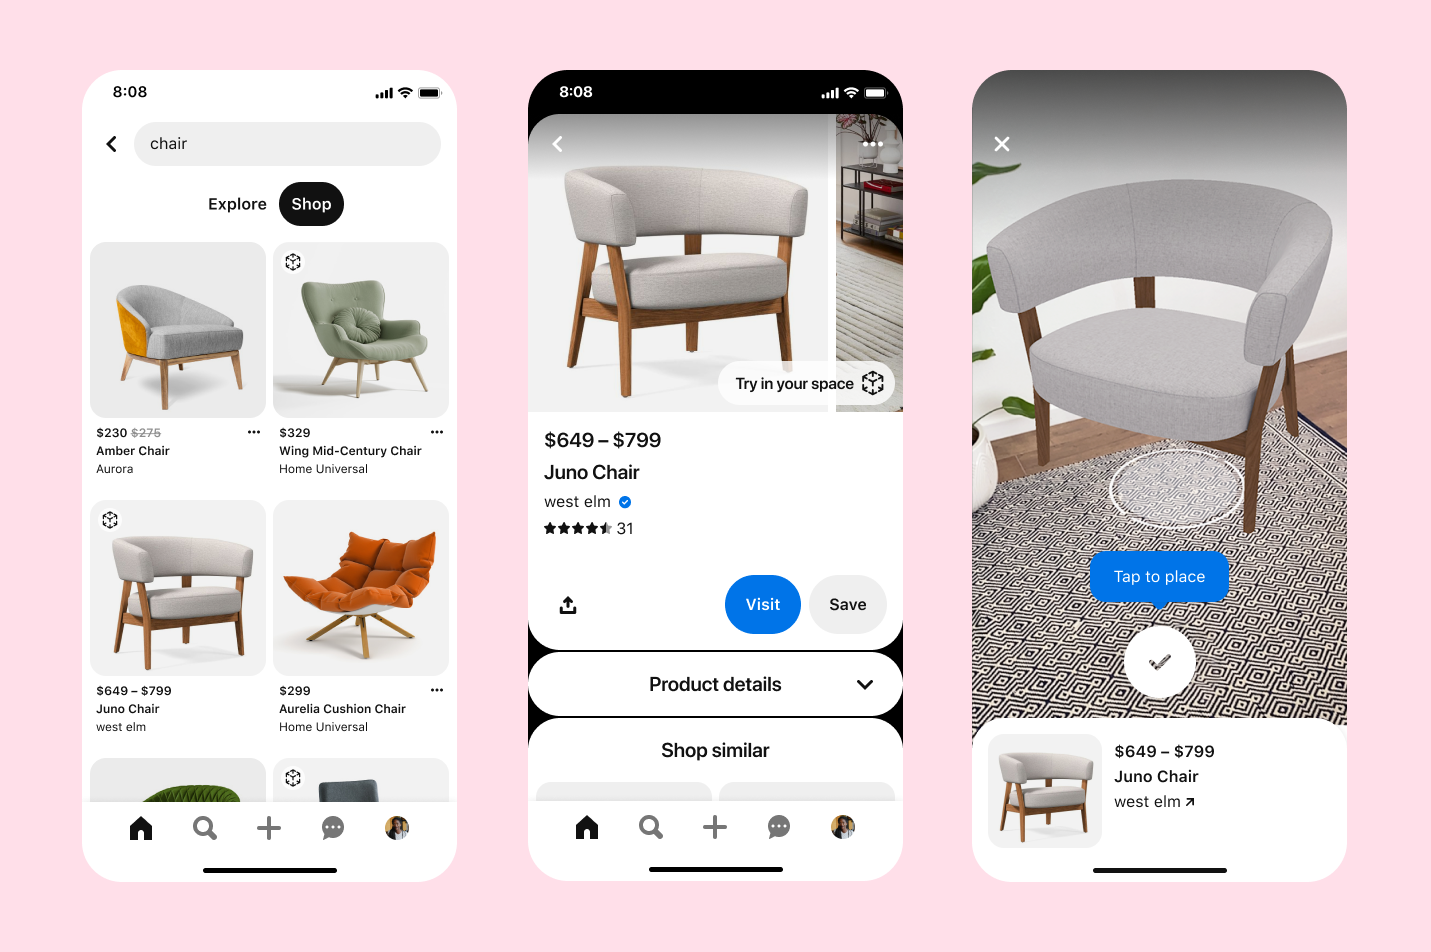 8:08
chair
Explore
Shop
$230 $275
Amber Chair
Aurora
$329
Wing Mid-Century Chair
Home Universal
$649 – $799
Juno Chair
west elm
$299
Aurelia Cushion Chair
Home Universal
8:08
Try in your space
$649 – $799
Juno Chair
west elm
31
Visit
Save
Product details
Shop similar
Tap to place
$649 – $799
Juno Chair
west elm